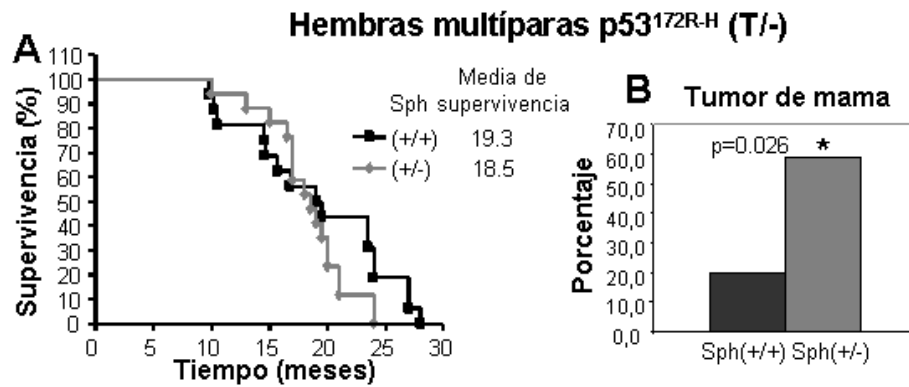 Hembras multíparas p53¹⁷²ᴿ⁻ᴴ (T/-)
A
Supervivencia (%)
110
100
90
80
70
60
50
40
30
20
10
0
0 5 10 15 20 25 30
Tiempo (meses)
Media de
Sph supervivencia
(+/+) 19.3
(+/-) 18.5
B
Tumor de mama
Porcentaje
70,0
60,0
50,0
40,0
30,0
20,0
10,0
0,0
p=0.026 *
Sph(+/+) Sph(+/-)